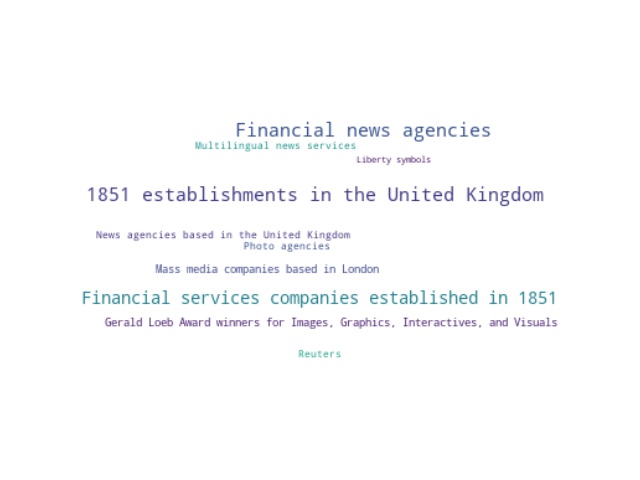 Financial news agencies
Multilingual news services
Liberty symbols
1851 establishments in the United Kingdom
News agencies based in the United Kingdom
Photo agencies
Mass media companies based in London
Financial services companies established in 1851
Gerald Loeb Award winners for Images, Graphics, Interactives, and Visuals
Reuters